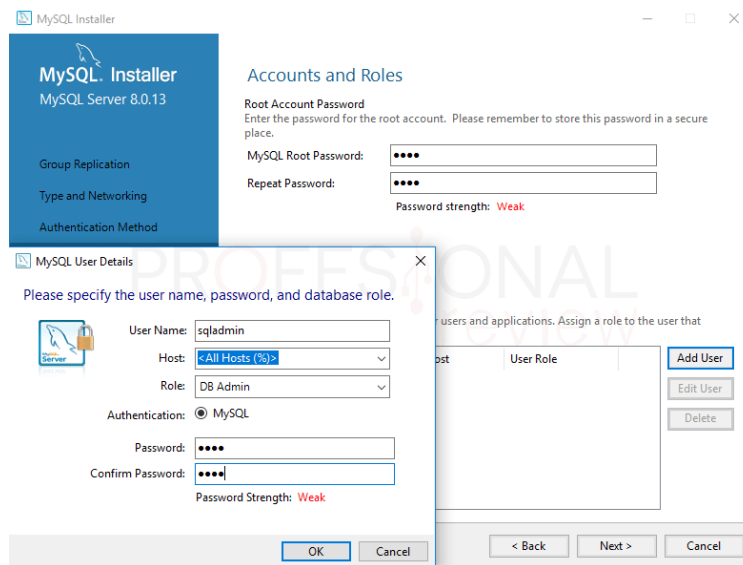 MySQL Installer
MySQL. Installer
MySQL Server 8.0.13
Group Replication
Type and Networking
Authentication Method
Accounts and Roles
Root Account Password
Enter the password for the root account. Please remember to store this password in a secure
place.
MySQL Root Password: ●●●●
Repeat Password: ●●●●
Password strength: Weak
PROFESIONAL
review
users and applications. Assign a role to the user that
ost User Role
Add User
Edit User
Delete
MySQL User Details
Please specify the user name, password, and database role.
MySQL
Server
User Name: sqladmin
Host: <All Hosts (%)>
Role: DB Admin
Authentication: MySQL
Password: ●●●●
Confirm Password: ●●●●
Password Strength: Weak
OK Cancel
< Back Next > Cancel